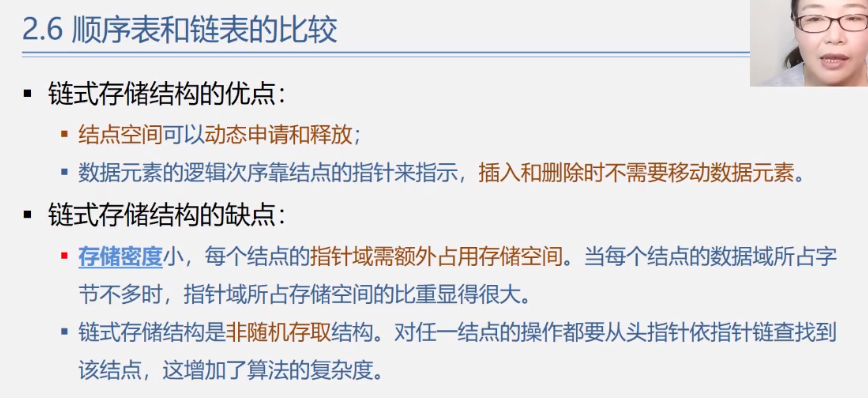 2.6 顺序表和链表的比较
▪ 链式存储结构的优点：
▪ 结点空间可以动态申请和释放；
▪ 数据元素的逻辑次序靠结点的指针来指示，插入和删除时不需要移动数据元素。
▪ 链式存储结构的缺点：
▪ 存储密度小，每个结点的指针域需额外占用存储空间。当每个结点的数据域所占字
节不多时，指针域所占存储空间的比重显得很大。
▪ 链式存储结构是非随机存取结构。对任一结点的操作都要从头指针依指针链查找到
该结点，这增加了算法的复杂度。